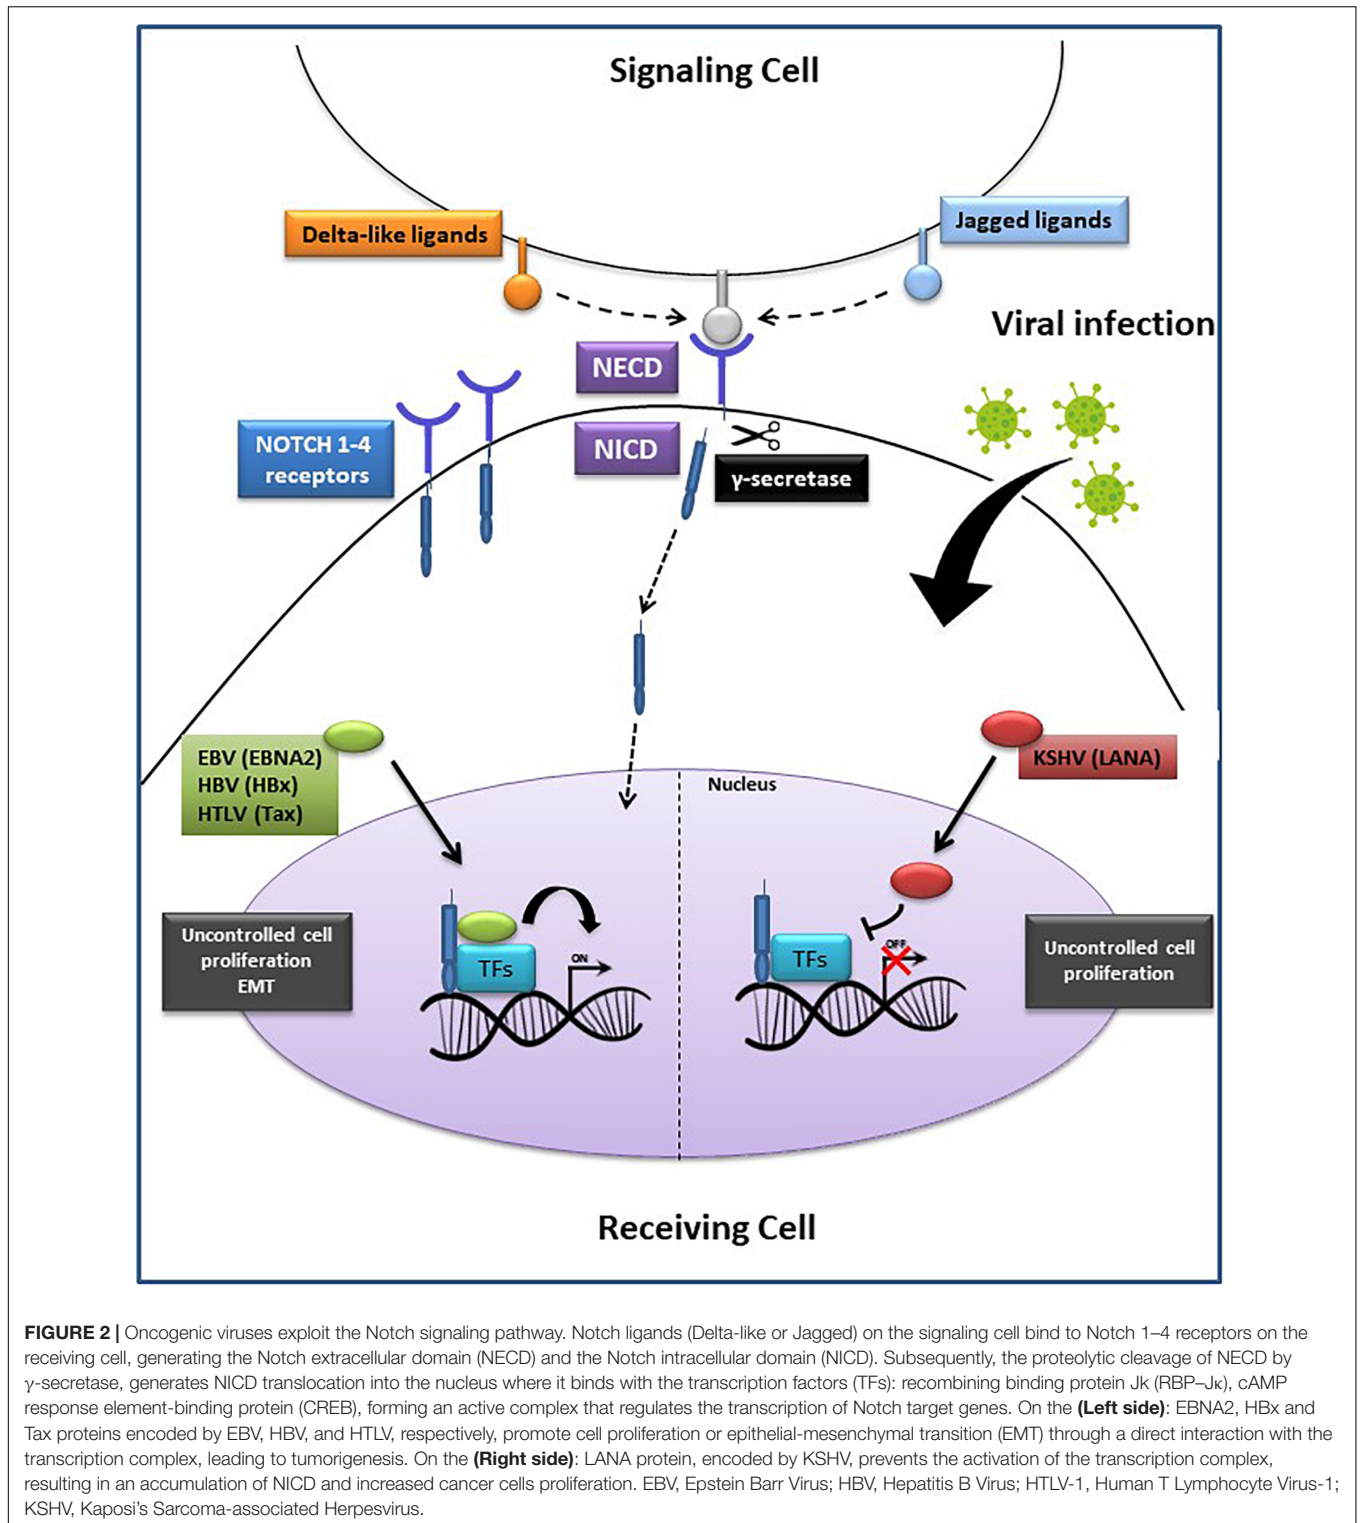 Signaling Cell
Delta-like ligands
Jagged ligands
Viral infection
NECD
NOTCH 1-4
receptors
NICD
γ-secretase
EBV (EBNA2)
HBV (HBx)
HTLV (Tax)
KSHV (LANA)
Nucleus
Uncontrolled cell
proliferation
EMT
TFs
ON
TFs
OFF
Uncontrolled cell
proliferation
Receiving Cell
FIGURE 2 | Oncogenic viruses exploit the Notch signaling pathway. Notch ligands (Delta-like or Jagged) on the signaling cell bind to Notch 1–4 receptors on the
receiving cell, generating the Notch extracellular domain (NECD) and the Notch intracellular domain (NICD). Subsequently, the proteolytic cleavage of NECD by
γ-secretase, generates NICD translocation into the nucleus where it binds with the transcription factors (TFs): recombining binding protein Jk (RBP–Jκ), cAMP
response element-binding protein (CREB), forming an active complex that regulates the transcription of Notch target genes. On the (Left side): EBNA2, HBx and
Tax proteins encoded by EBV, HBV, and HTLV, respectively, promote cell proliferation or epithelial-mesenchymal transition (EMT) through a direct interaction with the
transcription complex, leading to tumorigenesis. On the (Right side): LANA protein, encoded by KSHV, prevents the activation of the transcription complex,
resulting in an accumulation of NICD and increased cancer cells proliferation. EBV, Epstein Barr Virus; HBV, Hepatitis B Virus; HTLV-1, Human T Lymphocyte Virus-1;
KSHV, Kaposi's Sarcoma-associated Herpesvirus.